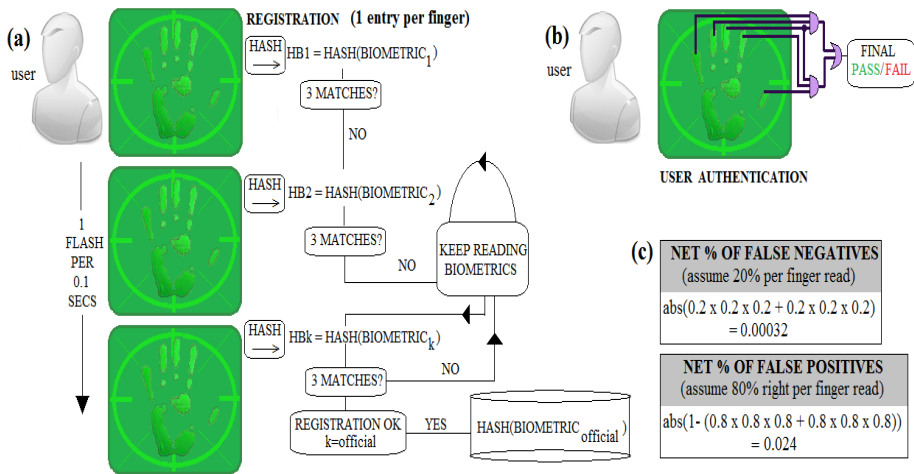 (a)
REGISTRATION (1 entry per finger)
user
HASH
HB1 = HASH(BIOMETRIC1)
3 MATCHES?
NO
HASH
HB2 = HASH(BIOMETRIC2)
3 MATCHES?
NO
KEEP READING
BIOMETRICS
1
FLASH
PER
0.1
SECS
HASH
HBk = HASH(BIOMETRICk)
3 MATCHES?
NO
REGISTRATION OK
k=official
YES
HASH(BIOMETRICofficial)
(b)
user
FINAL
PASS/FAIL
USER AUTHENTICATION
(c)
NET % OF FALSE NEGATIVES
(assume 20% per finger read)
abs(0.2 x 0.2 x 0.2 + 0.2 x 0.2 x 0.2)
= 0.00032
NET % OF FALSE POSITIVES
(assume 80% right per finger read)
abs(1- (0.8 x 0.8 x 0.8 + 0.8 x 0.8 x 0.8))
= 0.024